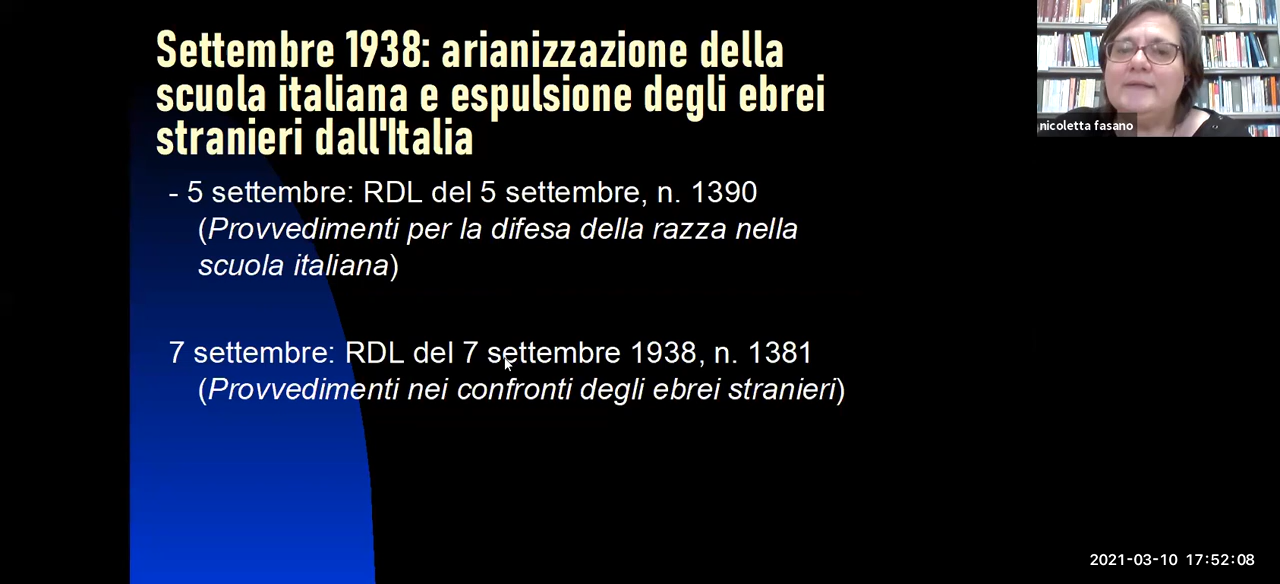 Settembre 1938: arianizzazione della
scuola italiana e espulsione degli ebrei
stranieri dall'Italia
- 5 settembre: RDL del 5 settembre, n. 1390
(Provvedimenti per la difesa della razza nella
scuola italiana)
7 settembre: RDL del 7 settembre 1938, n. 1381
(Provvedimenti nei confronti degli ebrei stranieri)
nicoletta fasano
2021-03-10 17:52:08